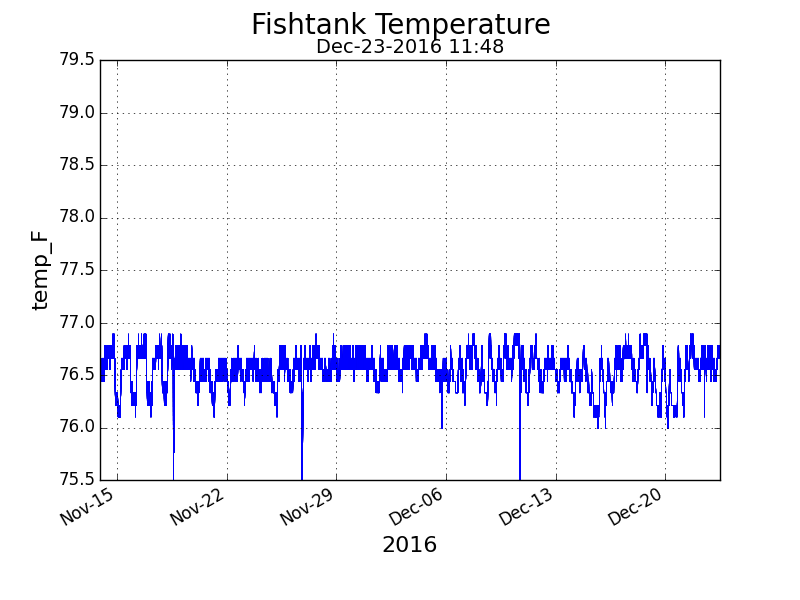 Fishtank Temperature
Dec-23-2016 11:48
79.5
79.0
78.5
78.0
77.5
77.0
76.5
76.0
75.5
temp_F
Nov-15
Nov-22
Nov-29
Dec-06
Dec-13
Dec-20
2016